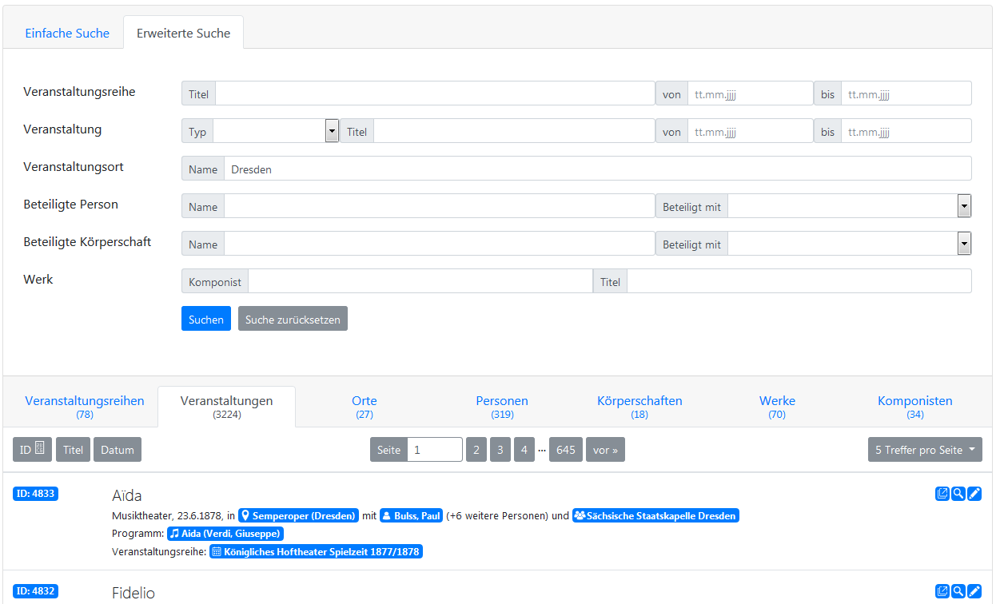 Einfache Suche Erweiterte Suche
Veranstaltungsreihe Titel von tt.mm.jjjj bis tt.mm.jjjj
Veranstaltung Typ Titel von tt.mm.jjjj bis tt.mm.jjjj
Veranstaltungsort Name Dresden
Beteiligte Person Name Beteiligt mit
Beteiligte Körperschaft Name Beteiligt mit
Werk Komponist Titel
Suchen Suche zurücksetzen
Veranstaltungsreihen Veranstaltungen Orte Personen Körperschaften Werke Komponisten
(78) (3224) (27) (319) (18) (70) (34)
ID Titel Datum Seite 1 2 3 4 ... 645 vor » 5 Treffer pro Seite
ID: 4833 Aïda
Musiktheater, 23.6.1878, in Semperoper (Dresden) mit Bulss, Paul (+6 weitere Personen) und Sächsische Staatskapelle Dresden
Programm: Aida (Verdi, Giuseppe)
Veranstaltungsreihe: Königliches Hoftheater Spielzeit 1877/1878
ID: 4832 Fidelio